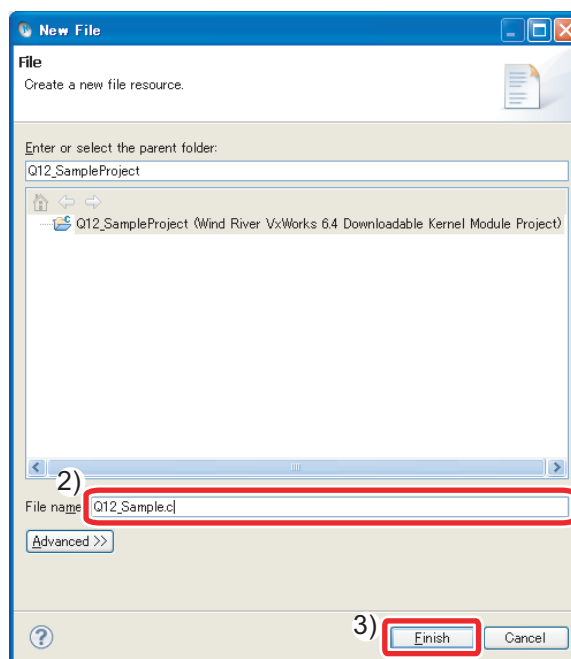 New File
File
Create a new file resource.
Enter or select the parent folder:
Q12_SampleProject
Q12_SampleProject (Wind River VxWorks 6.4 Downloadable Kernel Module Project)
2)
File name: Q12_Sample.c
Advanced >>
3)
Finish
Cancel